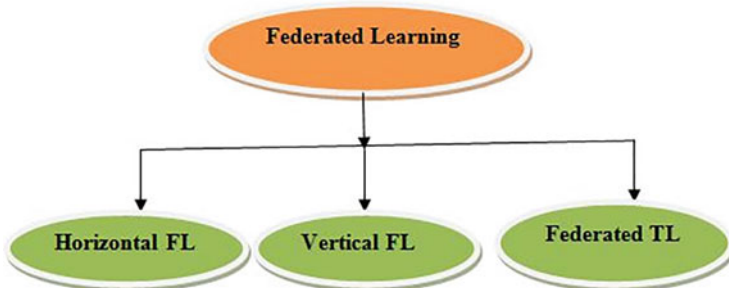 Federated Learning
Horizontal FL
Vertical FL
Federated TL